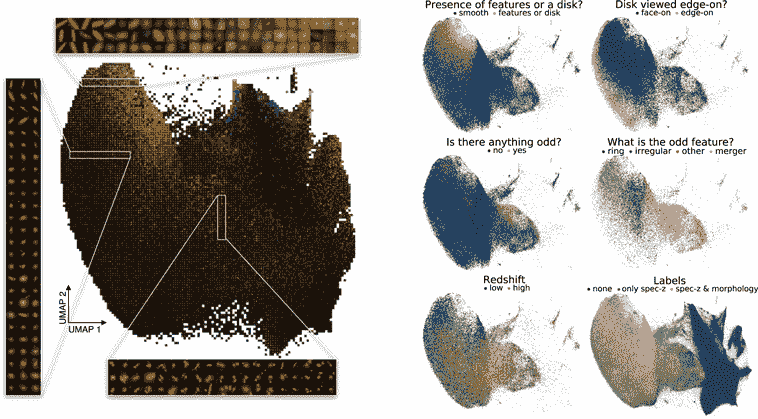 UMAP 2
UMAP 1
Presence of features or a disk?
smooth features or disk
Disk viewed edge-on?
face-on edge-on
Is there anything odd?
no yes
What is the odd feature?
ring irregular other merger
Redshift
low high
Labels
none only spec-z spec-z & morphology